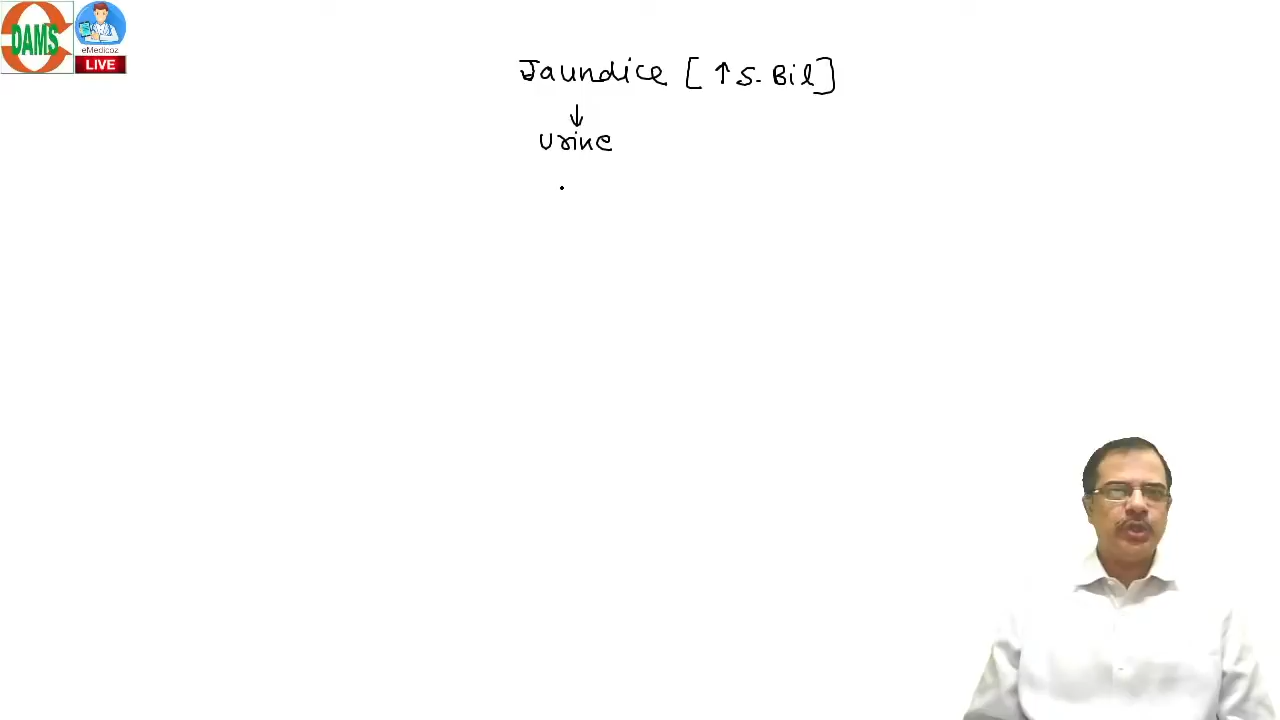 DAMS
eMedicoz
LIVE
Jaundice [ ↑ S. Bil ]
↓
Urine